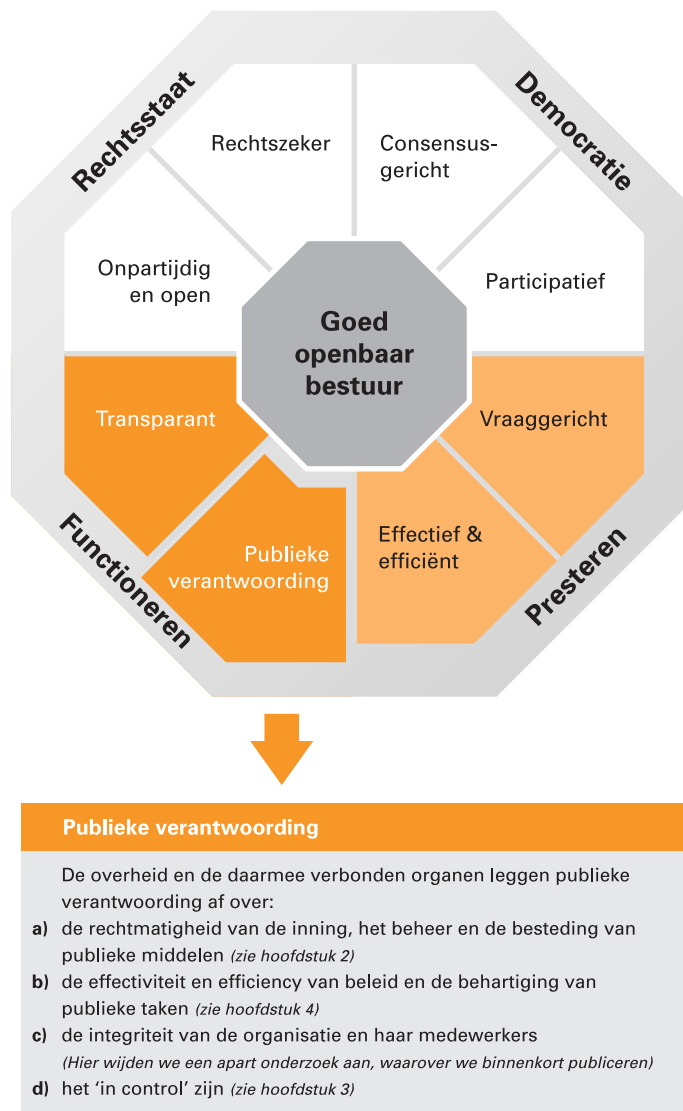 Rechtsstaat
Democratie
Rechtszeker
Consensus-
gericht
Onpartijdig
en open
Participatief
Goed
openbaar
bestuur
Transparant
Vraaggericht
Publieke
verantwoording
Effectief &
efficiënt
Functioneren
Presteren
Publieke verantwoording
De overheid en de daarmee verbonden organen leggen publieke
verantwoording af over:
a) de rechtmatigheid van de inning, het beheer en de besteding van
publieke middelen (zie hoofdstuk 2)
b) de effectiviteit en efficiency van beleid en de behartiging van
publieke taken (zie hoofdstuk 4)
c) de integriteit van de organisatie en haar medewerkers
(Hier wijden we een apart onderzoek aan, waarover we binnenkort publiceren)
d) het ‘in control’ zijn (zie hoofdstuk 3)